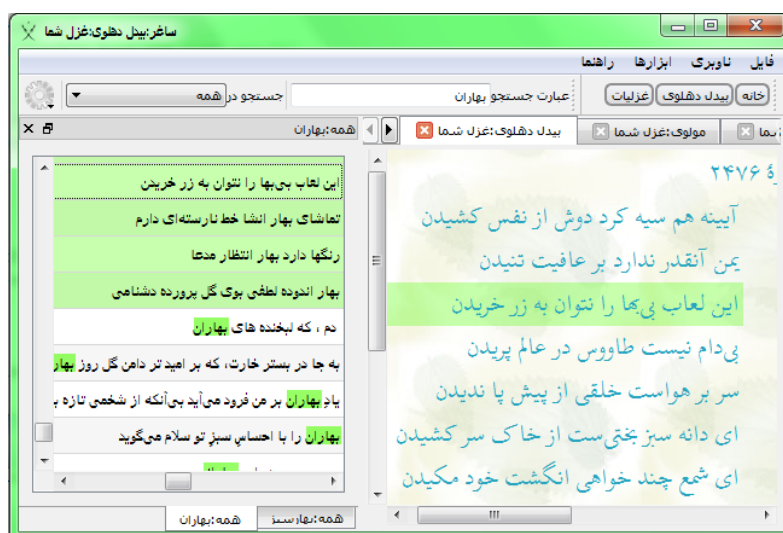 ساغر:بیدل دهلوی:غزل شما
فایل ناوبری ابزارها راهنما
خانه بیدل دهلوی غزلیات عبارت جستجو بهاران جستجو در همه
مولوی:غزل شما بیدل دهلوی:غزل شما
۲۴۷۶
آیینه هم سیه کرد دوش از نفس کشیدن
یمن آنقدر ندارد بر عافیت تنیدن
این لعاب بی‌بها را نتوان به زر خریدن
بی‌دام نیست طاووس در عالم پریدن
سر بر هواست خلقی از پیش پا ندیدن
ای دانه سبز بختی‌ست از خاک سر کشیدن
ای شمع چند خواهی انگشت خود مکیدن
همه:بهاران
این لعاب بی‌بها را نتوان به زر خریدن
تماشای بهار انشا خط نارسته‌ای دارم
رنگها دارد بهار انتظار مدعا
بهار اندوده لطفی بوی گل پرورده دشنامی
دم ، که لبخنده های بهاران
به جا در بستر خارت، که بر امید تر دامن گل روز بهار
یادِ بهاران بر من فرود می‌آید بی‌آنکه از شخمی تازه
بهاران را با احساسِ سبزِ تو سلام می‌گوید
همه:بهارسبز همه:بهاران